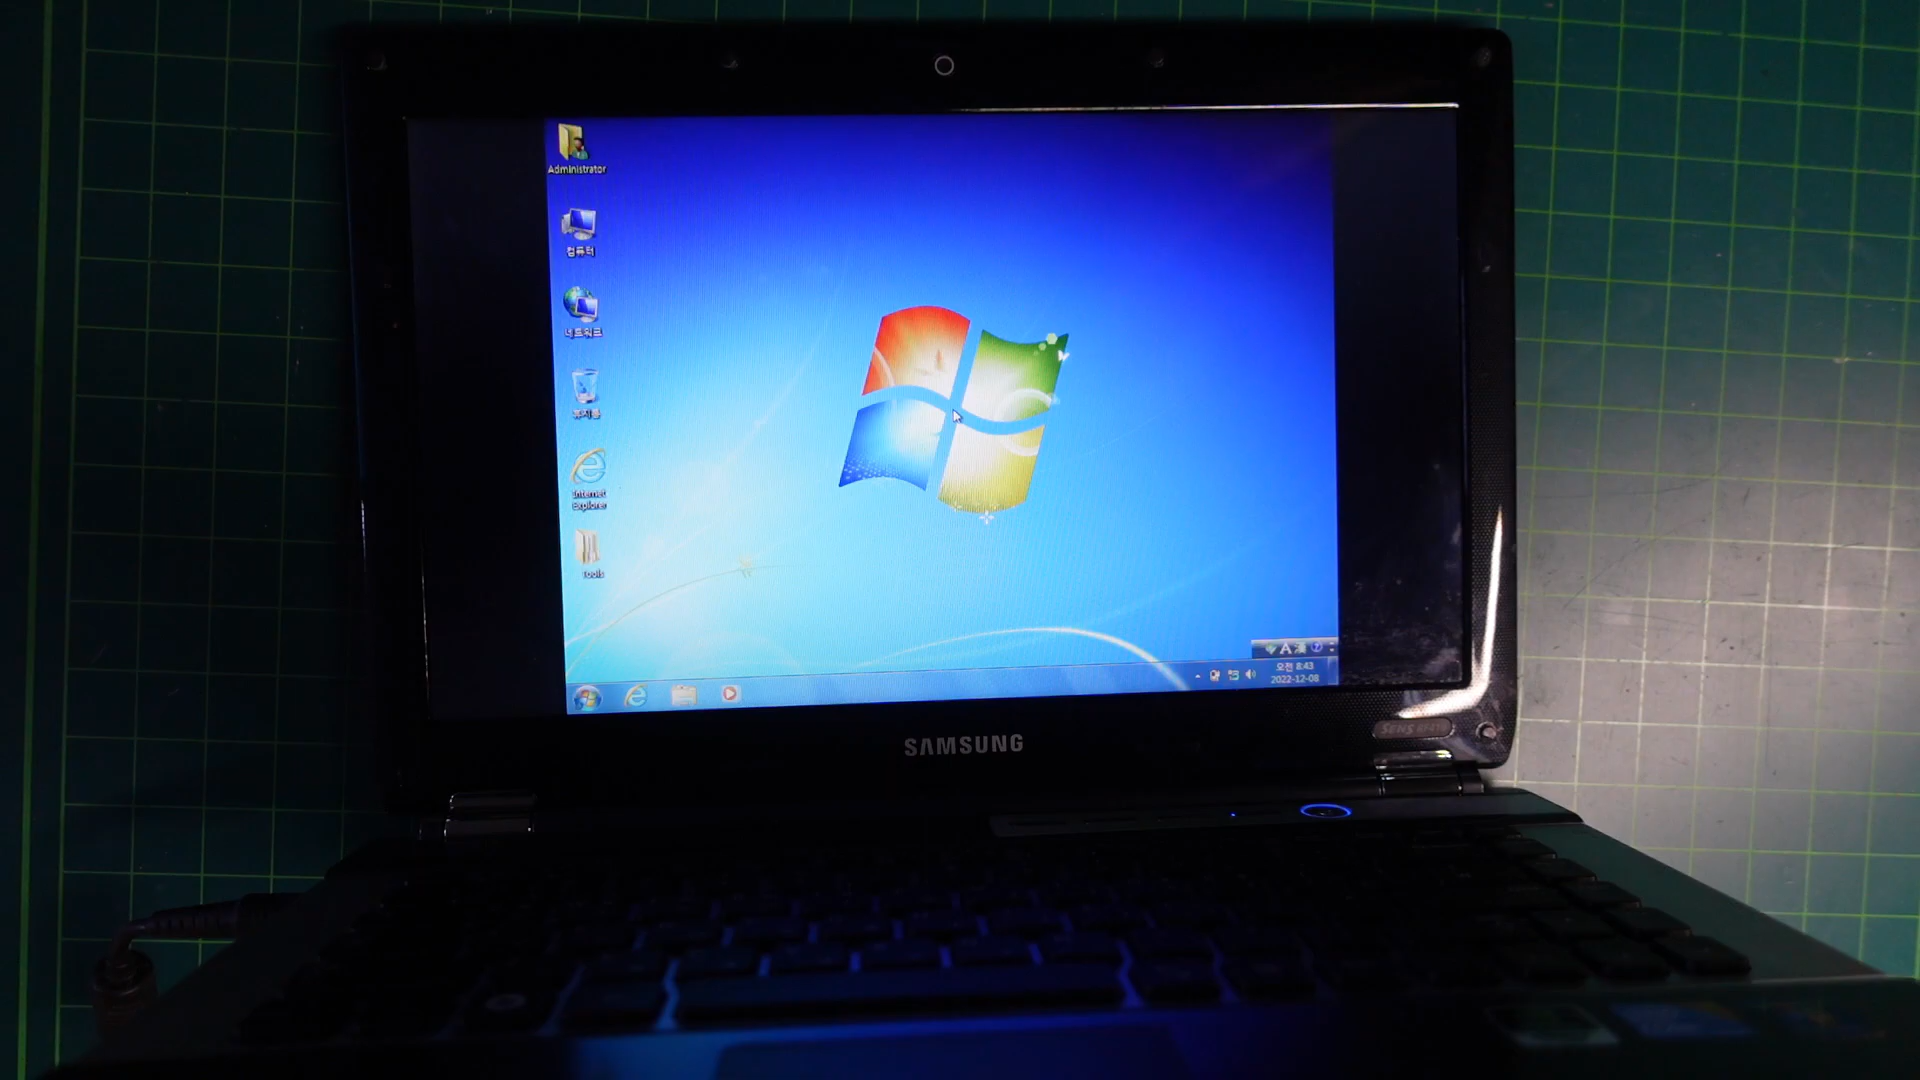 Administrator
컴퓨터
네트워크
휴지통
Internet
Explorer
Tools
A 漢
오전 8:43
2022-12-08
SAMSUNG